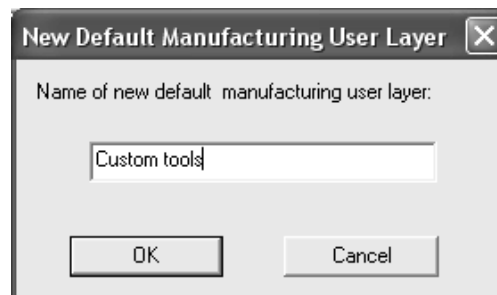 New Default Manufacturing User Layer
Name of new default manufacturing user layer:
Custom tools
OK
Cancel